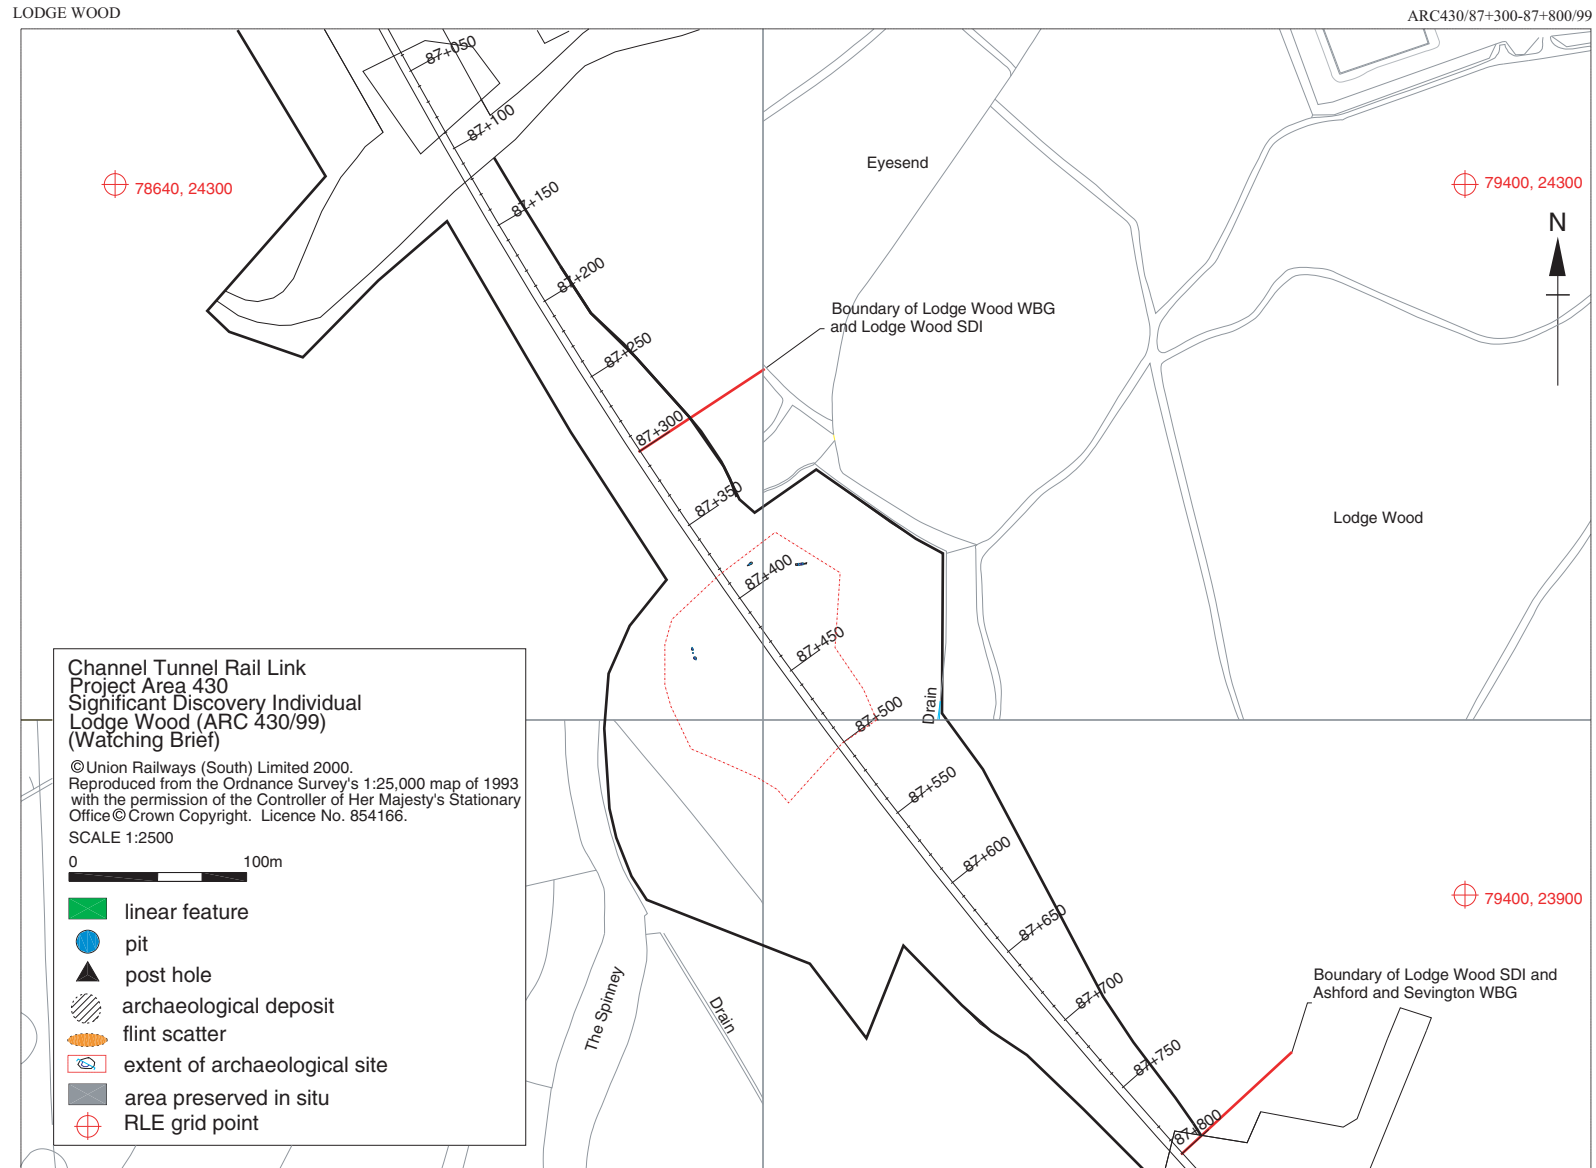 LODGE WOOD
ARC430/87+300-87+800/99
87+050
87+100
Eyesend
78640, 24300
79400, 24300
87+150
N
87+200
Boundary of Lodge Wood WBG
and Lodge Wood SDI
87+250
87+300
87+350
Lodge Wood
87+400
87+450
87+500
Drain
Channel Tunnel Rail Link
Project Area 430
Significant Discovery Individual
Lodge Wood (ARC 430/99)
(Watching Brief)
©Union Railways (South) Limited 2000.
Reproduced from the Ordnance Survey's 1:25,000 map of 1993
with the permission of the Controller of Her Majesty's Stationary
Office © Crown Copyright. Licence No. 854166.
SCALE 1:2500
0 100m
linear feature
pit
post hole
archaeological deposit
flint scatter
extent of archaeological site
area preserved in situ
RLE grid point
87+550
87+600
79400, 23900
87+650
The Spinney
Drain
87+700
Boundary of Lodge Wood SDI and
Ashford and Sevington WBG
87+750
87+800